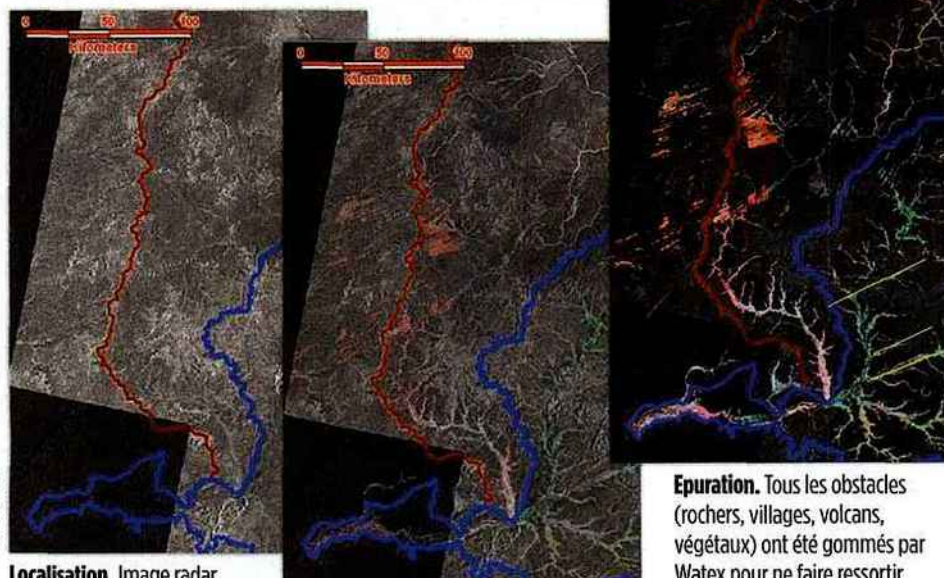 0 50 100
Kilometers
0 50 100
Kilometers
Localisation. Image radar
Epuration. Tous les obstacles
(rochers, villages, volcans,
végétaux) ont été gommés par
Watex pour ne faire ressortir